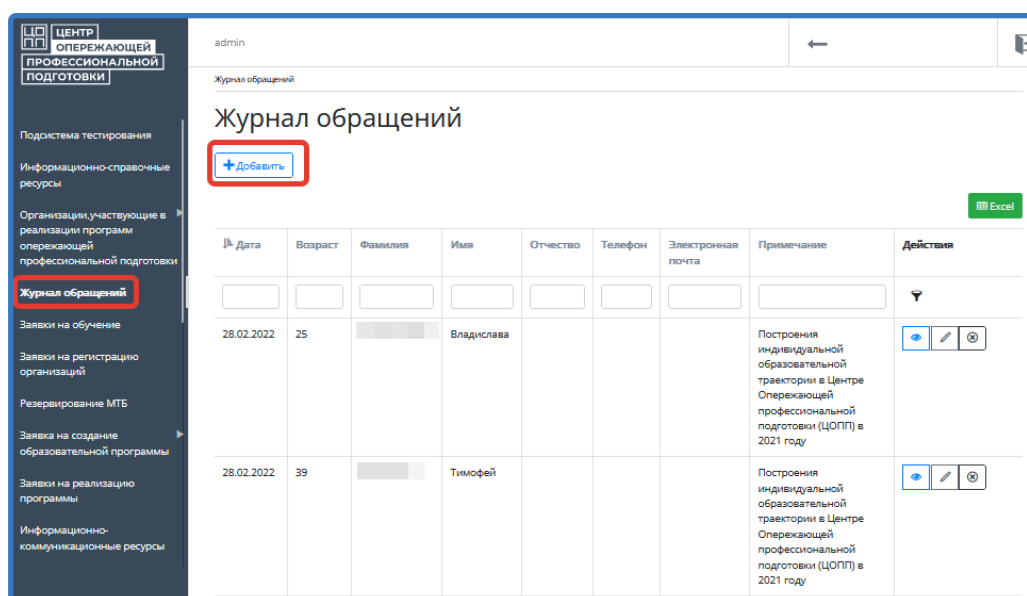 ЦОПП ЦЕНТР
ОПЕРЕЖАЮЩЕЙ
ПРОФЕССИОНАЛЬНОЙ
ПОДГОТОВКИ
admin
Журнал обращений
Журнал обращений
Добавить
Excel
Подсистема тестирования
Информационно-справочные
ресурсы
Организации,участвующие в
реализации программ
опережающей
профессиональной подготовки
Журнал обращений
Заявки на обучение
Заявки на регистрацию
организаций
Резервирование МТБ
Заявка на создание
образовательной программы
Заявки на реализацию
программы
Информационно-
коммуникационные ресурсы
Дата Возраст Фамилия Имя Отчество Телефон Электронная почта Примечание Действия
28.02.2022 25 Владислава Построения
индивидуальной
образовательной
траектории в Центре
Опережающей
профессиональной
подготовки (ЦОПП) в
2021 году
28.02.2022 39 Тимофей Построения
индивидуальной
образовательной
траектории в Центре
Опережающей
профессиональной
подготовки (ЦОПП) в
2021 году